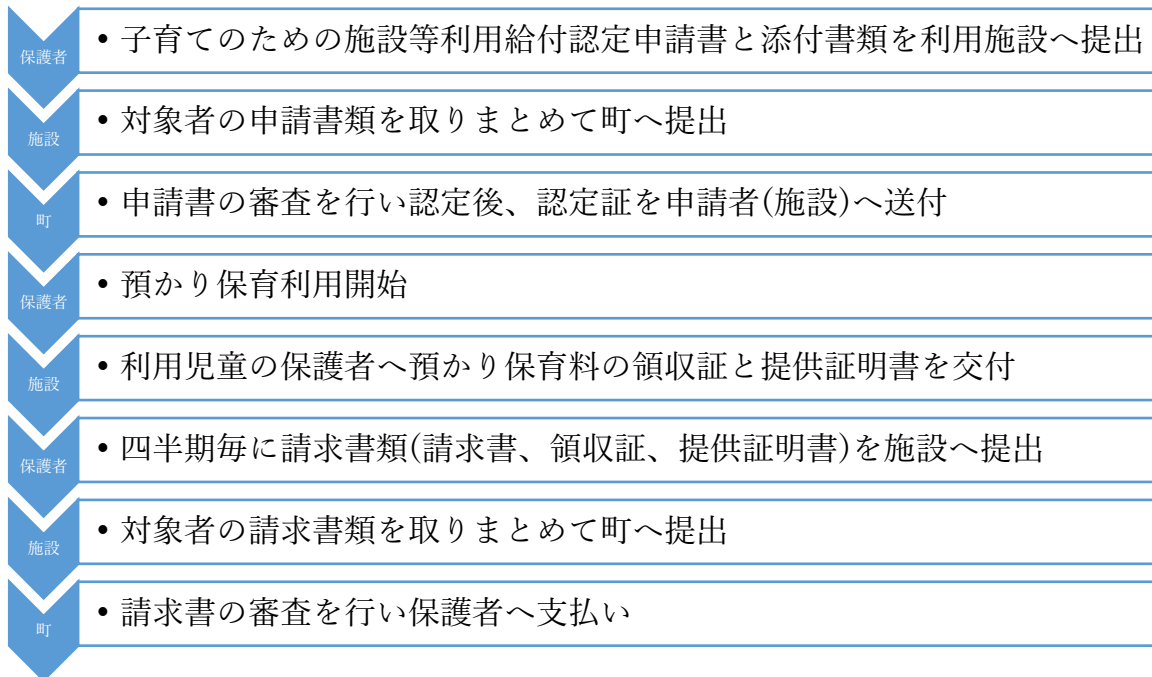 保護者
• 子育てのための施設等利用給付認定申請書と添付書類を利用施設へ提出
施設
• 対象者の申請書類を取りまとめて町へ提出
町
• 申請書の審査を行い認定後、認定証を申請者(施設)へ送付
保護者
• 預かり保育利用開始
施設
• 利用児童の保護者へ預かり保育料の領収証と提供証明書を交付
保護者
• 四半期毎に請求書類(請求書、領収証、提供証明書)を施設へ提出
施設
• 対象者の請求書類を取りまとめて町へ提出
町
• 請求書の審査を行い保護者へ支払い